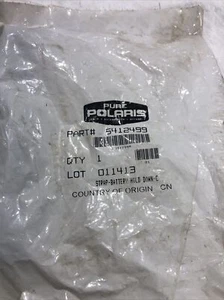 PURE
POLARIS
PART# 5412499
QTY 1
LOT 011413
STRAP-BATTERY HOLD DOWN C
COUNTRY OF ORIGIN CN